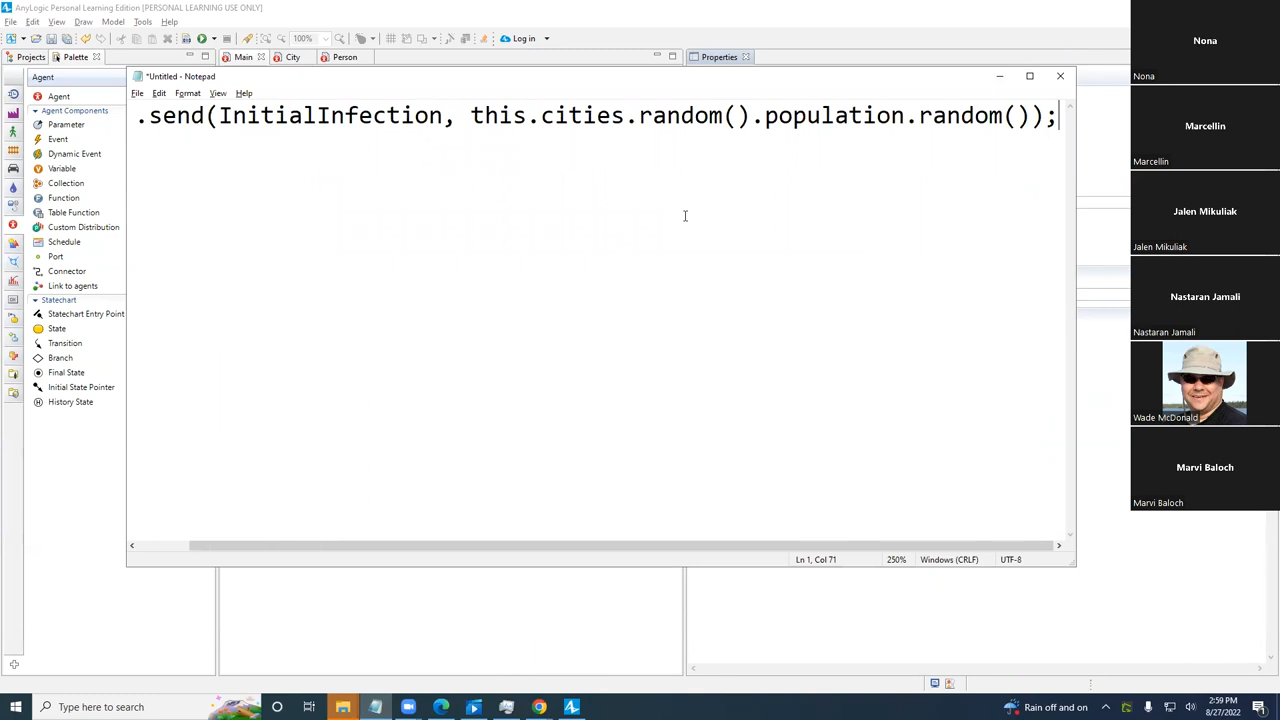 AnyLogic Personal Learning Edition [PERSONAL LEARNING USE ONLY]
File Edit View Draw Model Tools Help
100% Log in
Projects Palette Main City Person Properties
Agent
Agent
Agent Components
Parameter
Event
Dynamic Event
Variable
Collection
Function
Table Function
Custom Distribution
Schedule
Port
Connector
Link to agents
Statechart
Statechart Entry Point
State
Transition
Branch
Final State
Initial State Pointer
History State
*Untitled - Notepad
File Edit Format View Help
.send(InitialInfection, this.cities.random().population.random());
Ln 1, Col 71 250% Windows (CRLF) UTF-8
Nona
Nona
Marcellin
Marcellin
Jalen Mikuliak
Jalen Mikuliak
Nastaran Jamali
Nastaran Jamali
Wade McDonald
Marvi Baloch
Marvi Baloch
Type here to search
Rain off and on
2:59 PM
8/27/2022
1